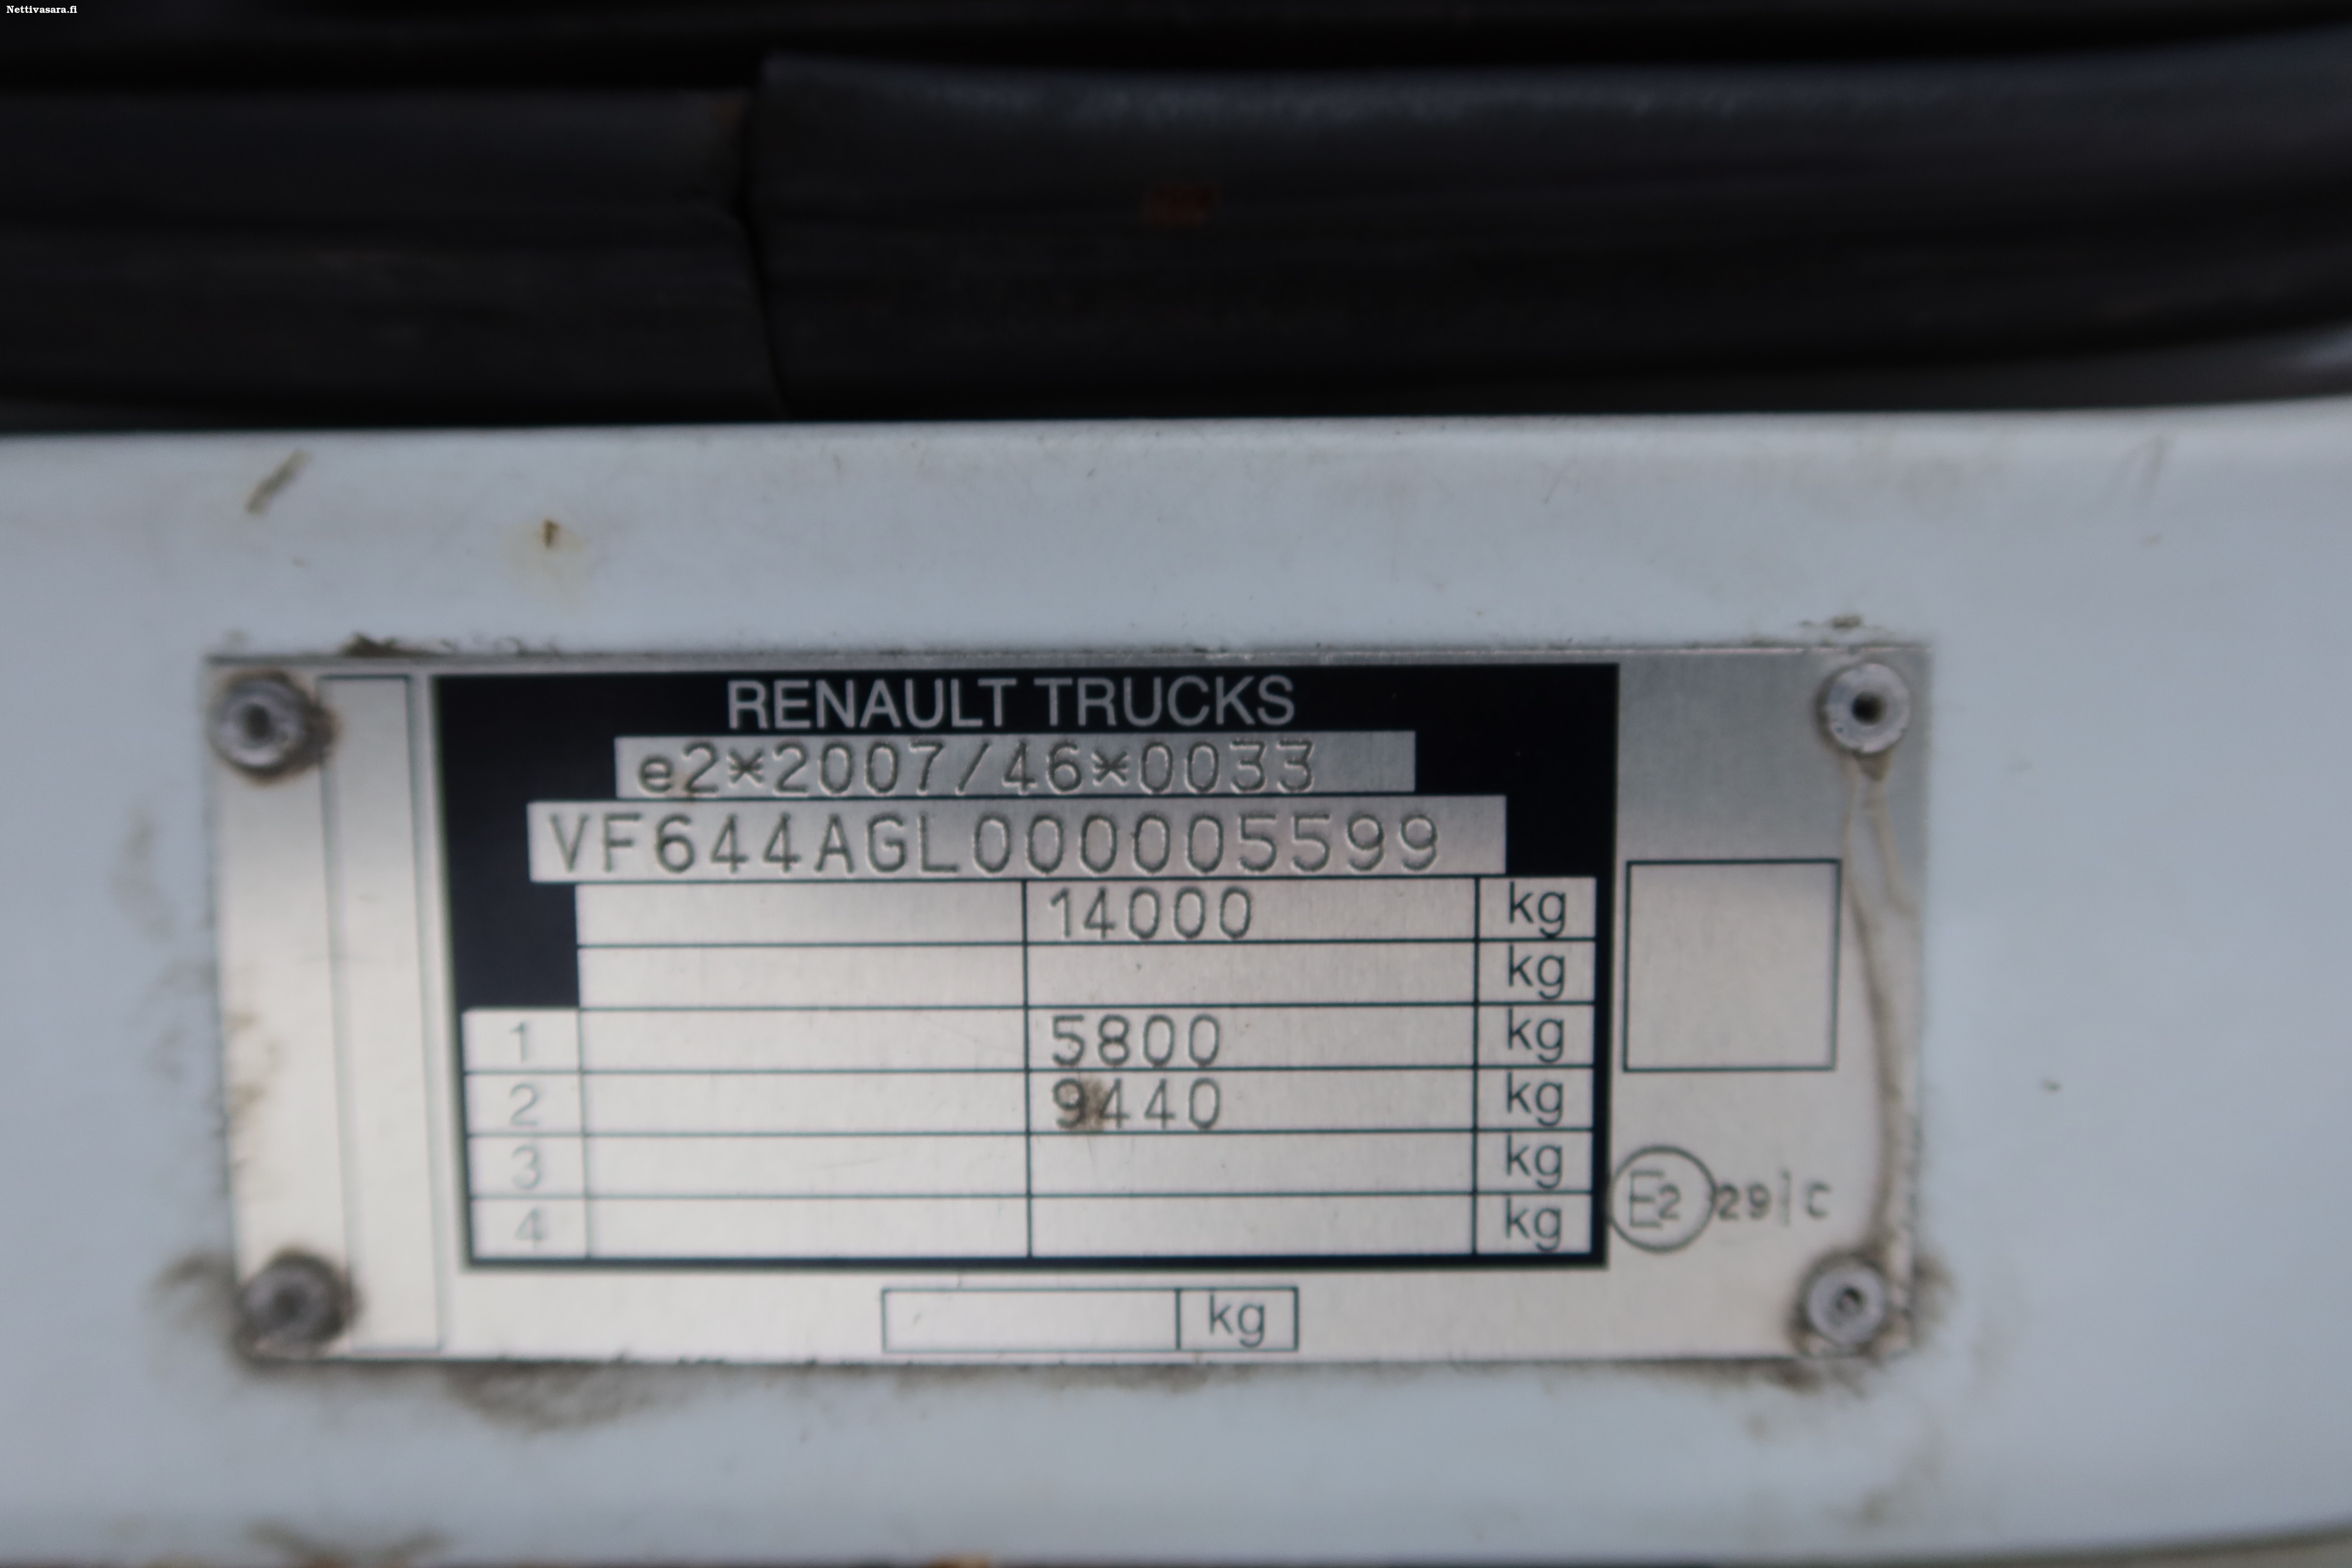 Nettivasara.fi
RENAULT TRUCKS
e2*2007/46*0033
VF644AGL000005599
14000 kg
kg
1 5800 kg
2 9440 kg
3 kg
4 kg
E2 29 C
kg